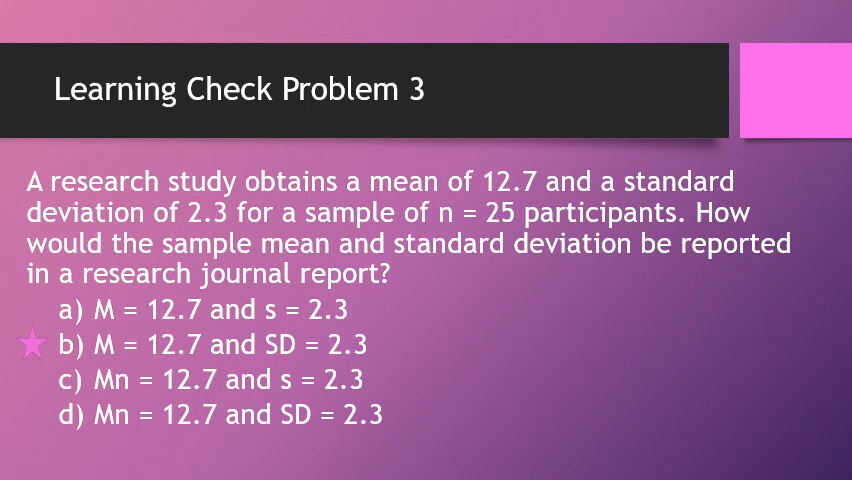 Learning Check Problem 3
A research study obtains a mean of 12.7 and a standard
deviation of 2.3 for a sample of n = 25 participants. How
would the sample mean and standard deviation be reported
in a research journal report?
a) M = 12.7 and s = 2.3
b) M = 12.7 and SD = 2.3
c) Mn = 12.7 and s = 2.3
d) Mn = 12.7 and SD = 2.3